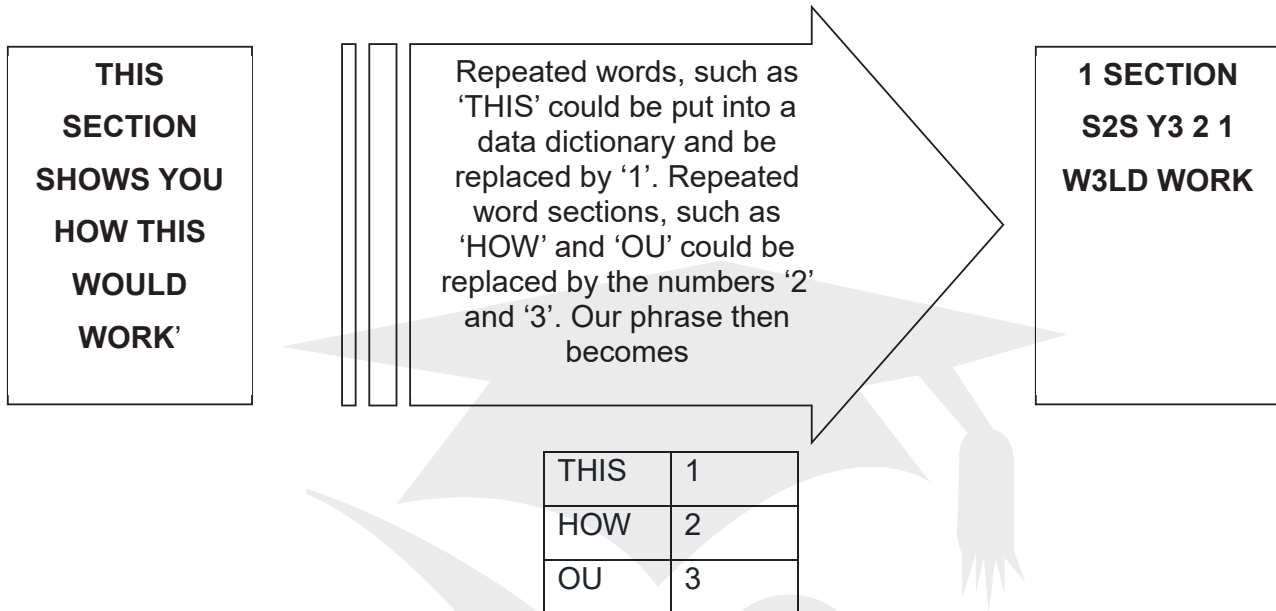 THIS
SECTION
SHOWS YOU
HOW THIS
WOULD
WORK’
Repeated words, such as
‘THIS’ could be put into a
data dictionary and be
replaced by ‘1’. Repeated
word sections, such as
‘HOW’ and ‘OU’ could be
replaced by the numbers ‘2’
and ‘3’. Our phrase then
becomes
1 SECTION
S2S Y3 2 1
W3LD WORK
THIS 1
HOW 2
OU 3